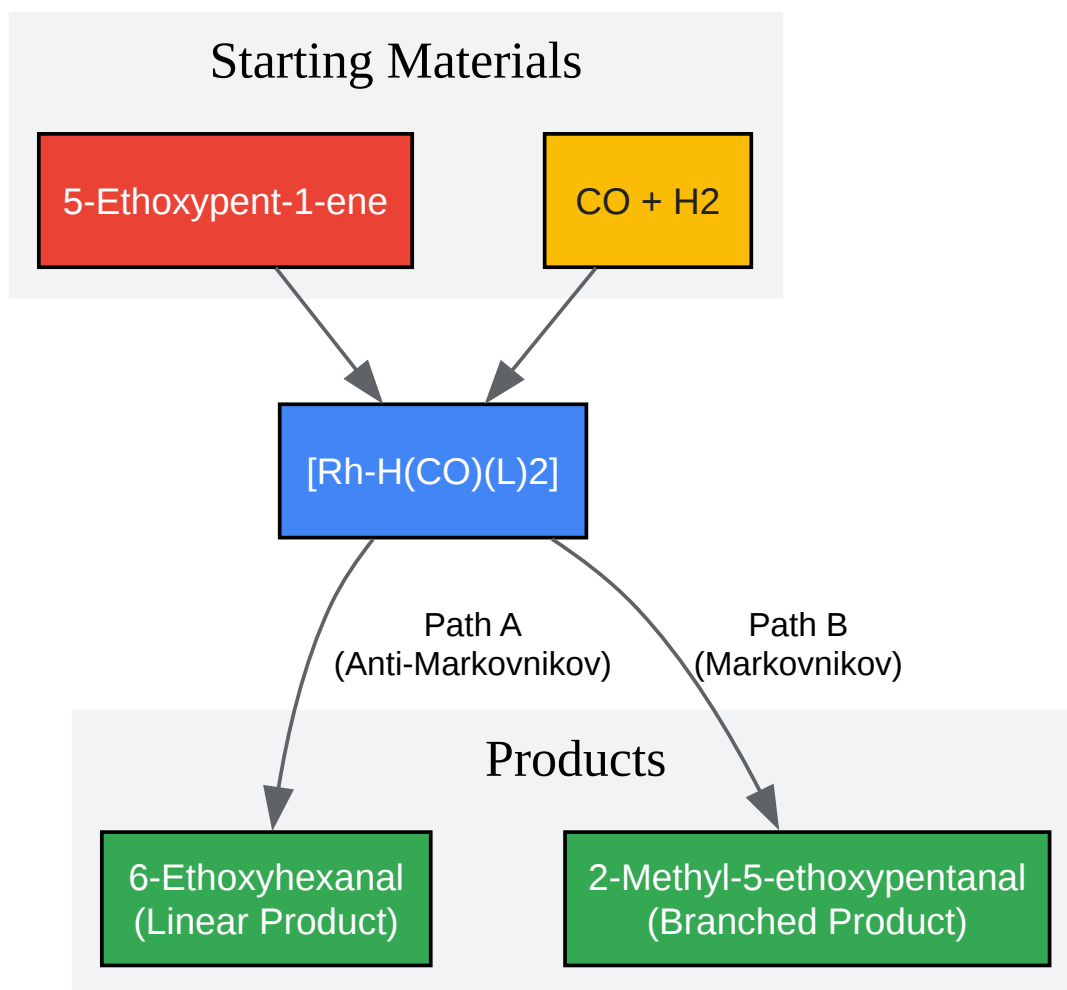 Starting Materials
5-Ethoxypent-1-ene
CO + H2
[Rh-H(CO)(L)2]
Path A
(Anti-Markovnikov)
Path B
(Markovnikov)
Products
6-Ethoxyhexanal
(Linear Product)
2-Methyl-5-ethoxypentanal
(Branched Product)